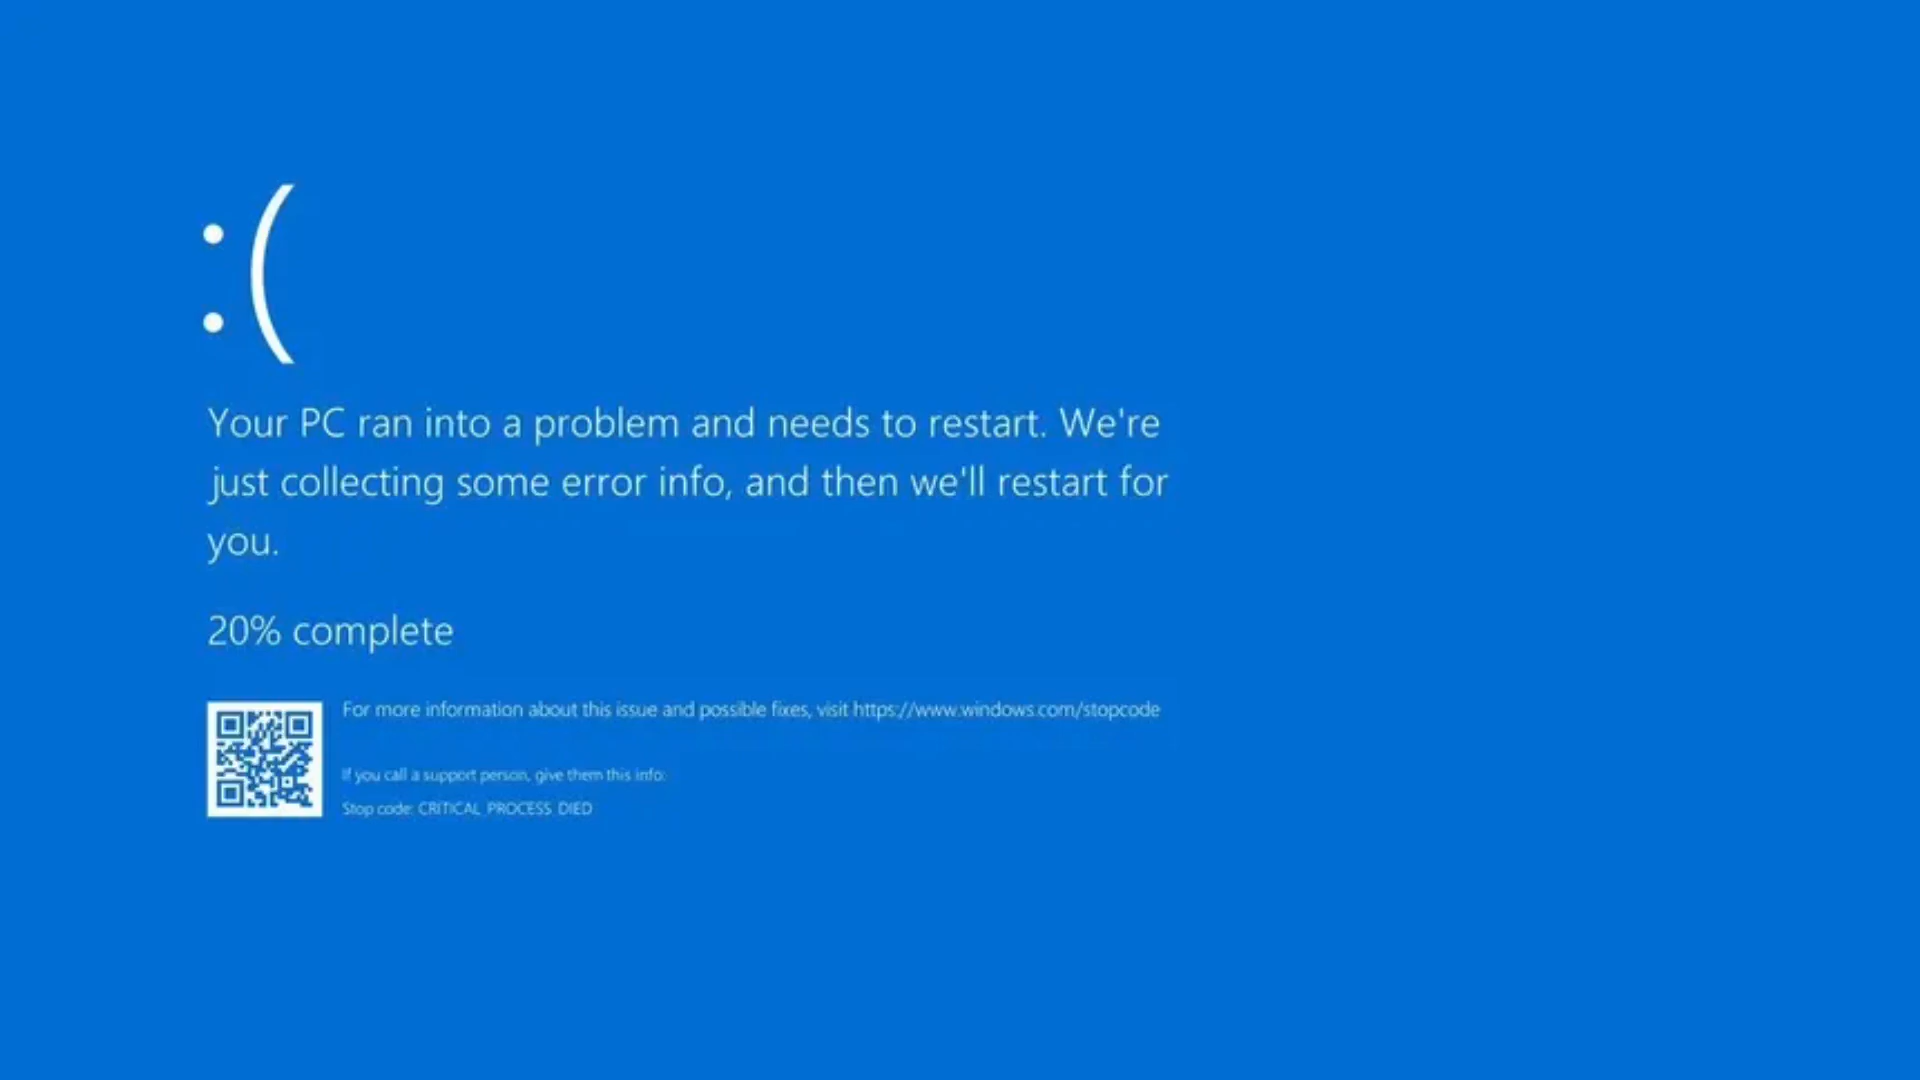 :(
Your PC ran into a problem and needs to restart. We're
just collecting some error info, and then we'll restart for
you.
20% complete
For more information about this issue and possible fixes, visit https://www.windows.com/stopcode
If you call a support person, give them this info:
Stop code: CRITICAL_PROCESS_DIED